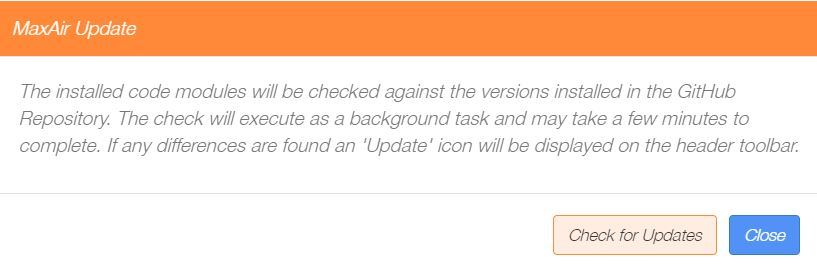 MaxAir Update
The installed code modules will be checked against the versions installed in the GitHub
Repository. The check will execute as a background task and may take a few minutes to
complete. If any differences are found an 'Update' icon will be displayed on the header toolbar.
Check for Updates
Close